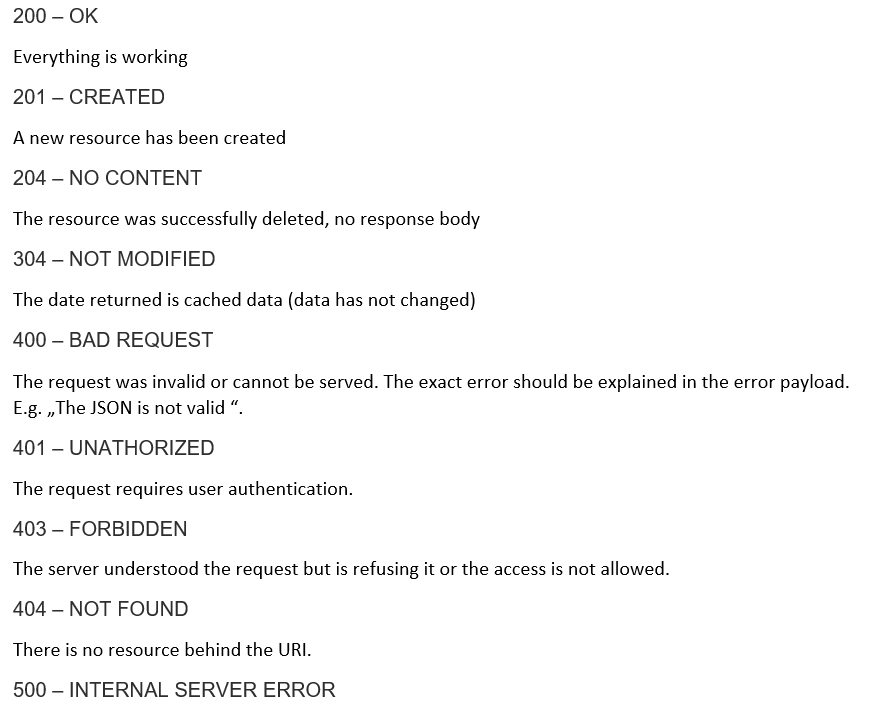 200 – OK
Everything is working
201 – CREATED
A new resource has been created
204 – NO CONTENT
The resource was successfully deleted, no response body
304 – NOT MODIFIED
The date returned is cached data (data has not changed)
400 – BAD REQUEST
The request was invalid or cannot be served. The exact error should be explained in the error payload.
E.g. „The JSON is not valid “.
401 – UNATHORIZED
The request requires user authentication.
403 – FORBIDDEN
The server understood the request but is refusing it or the access is not allowed.
404 – NOT FOUND
There is no resource behind the URI.
500 – INTERNAL SERVER ERROR